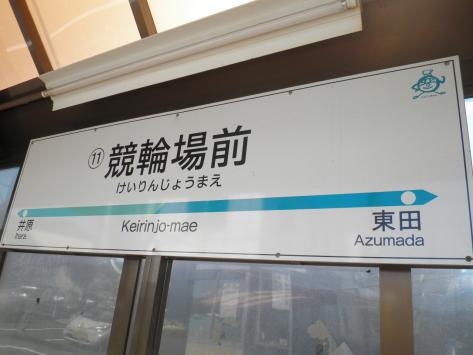 ⑪ 競輪場前
けいりんじょうまえ
井原
Ihara
Keirinjo-mae
東田
Azumada